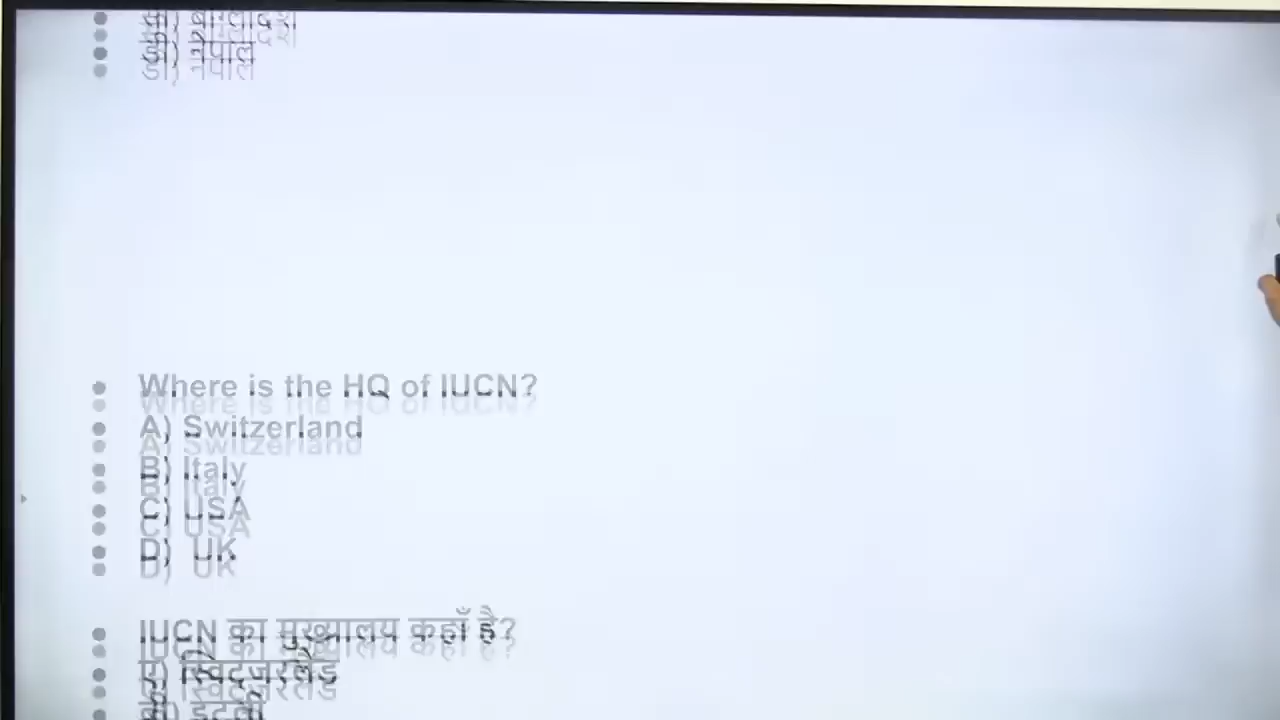 सी) बांग्लादेश
डी) नेपाल
Where is the HQ of IUCN?
A) Switzerland
B) Italy
C) USA
D) UK
IUCN का मुख्यालय कहाँ है?
ए) स्विट्जरलैंड
बी) इटली